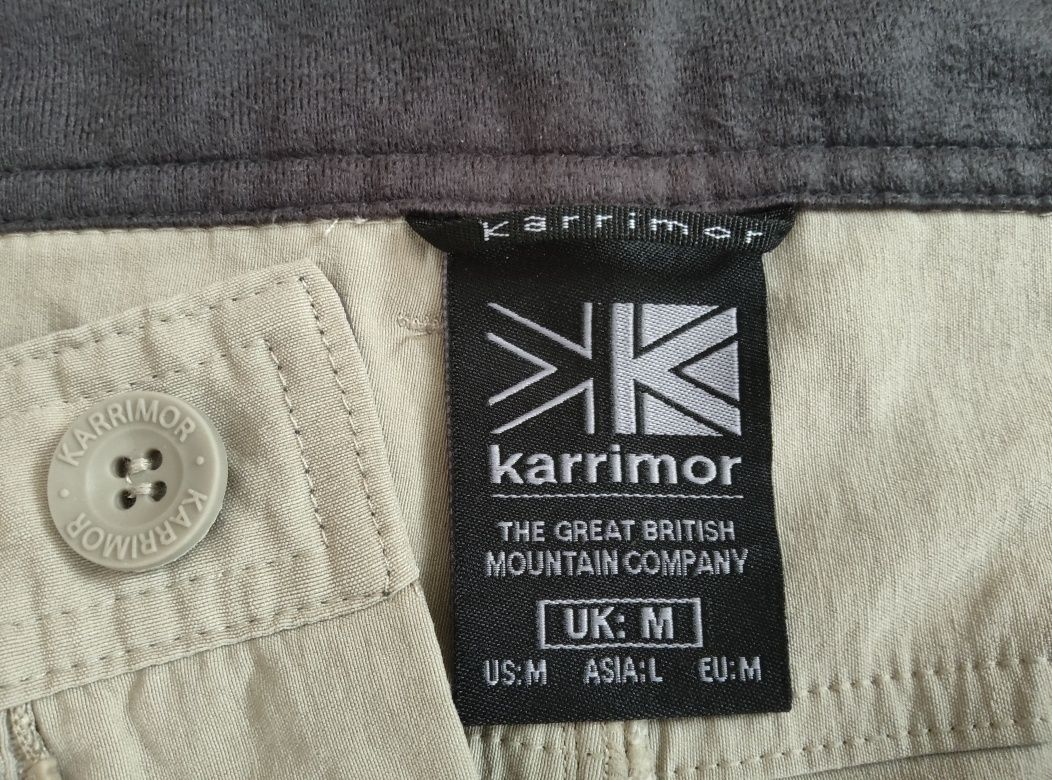 karrimor
karrimor
THE GREAT BRITISH
MOUNTAIN COMPANY
UK: M
US: M ASIA: L EU: M
KARRIMOR
KARRIMOR